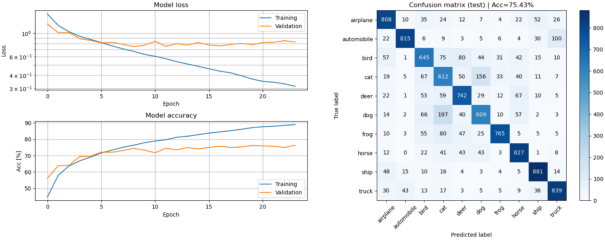 Model loss
10⁰
6 × 10⁻¹
4 × 10⁻¹
3 × 10⁻¹
Loss
Training
Validation
0 5 10 15 20
Epoch
Model accuracy
90
80
70
60
50
Acc [%]
Training
Validation
0 5 10 15 20
Epoch
Confusion matrix (test) | Acc=75.43%
True label
airplane 808 10 35 24 12 7 4 22 52 26
automobile 22 815 9 5 4 6 3 6 30 100
bird 57 1 645 75 80 44 31 42 15 10
cat 19 5 67 612 50 156 33 40 11 7
deer 22 1 53 59 742 29 12 67 10 5
dog 14 2 66 197 40 609 10 57 0 5
frog 10 3 55 80 47 25 765 5 5 5
horse 12 0 22 41 43 43 3 827 1 8
ship 48 15 10 16 4 3 4 5 881 14
truck 30 43 13 17 3 5 5 9 36 839
airplane automobile bird cat deer dog frog horse ship truck
Predicted label
800
700
600
500
400
300
200
100
0